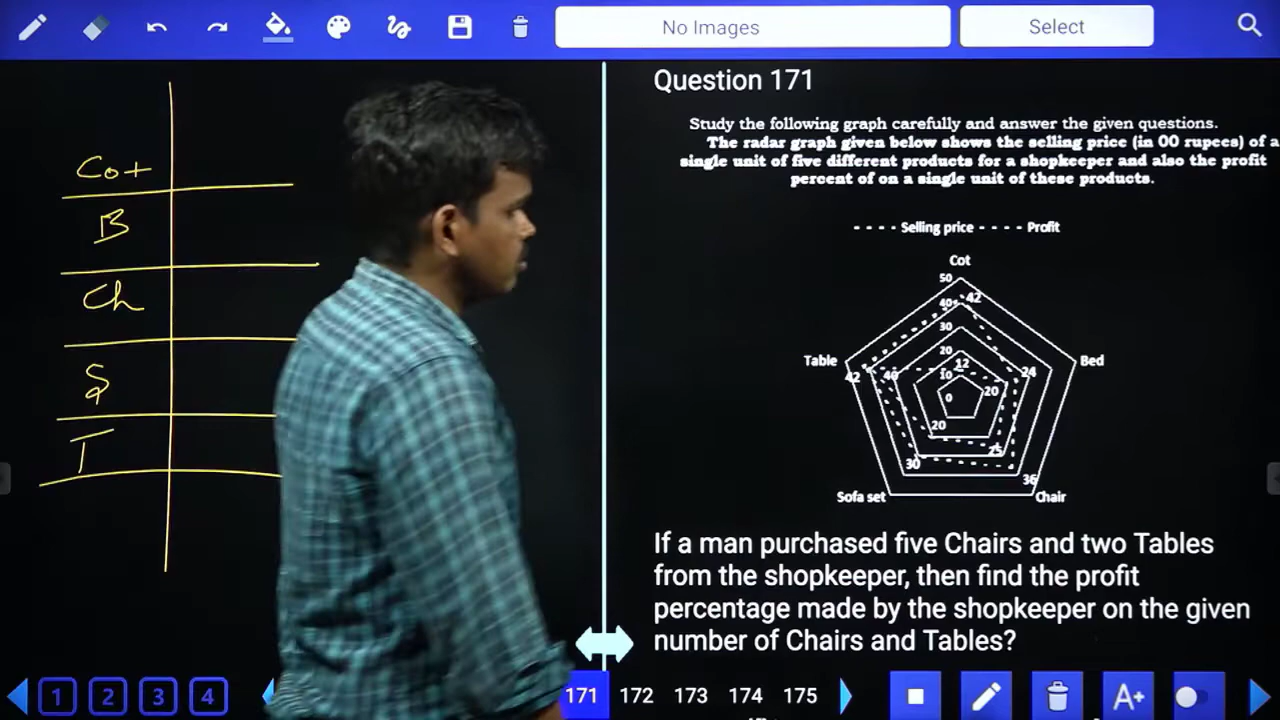 No Images
Select
Question 171
Study the following graph carefully and answer the given questions.
The radar graph given below shows the selling price (in 00 rupees) of a
single unit of five different products for a shopkeeper and also the profit
percent of on a single unit of these products.
- - - - Selling price - - - - Profit
Cot
50
42
40
30
20
12
10
0
Table
Bed
42
40
24
20
20
25
30
36
Sofa set
Chair
If a man purchased five Chairs and two Tables
from the shopkeeper, then find the profit
percentage made by the shopkeeper on the given
number of Chairs and Tables?
Cot
B
Ch
S
T
1 2 3 4
171 172 173 174 175
A+